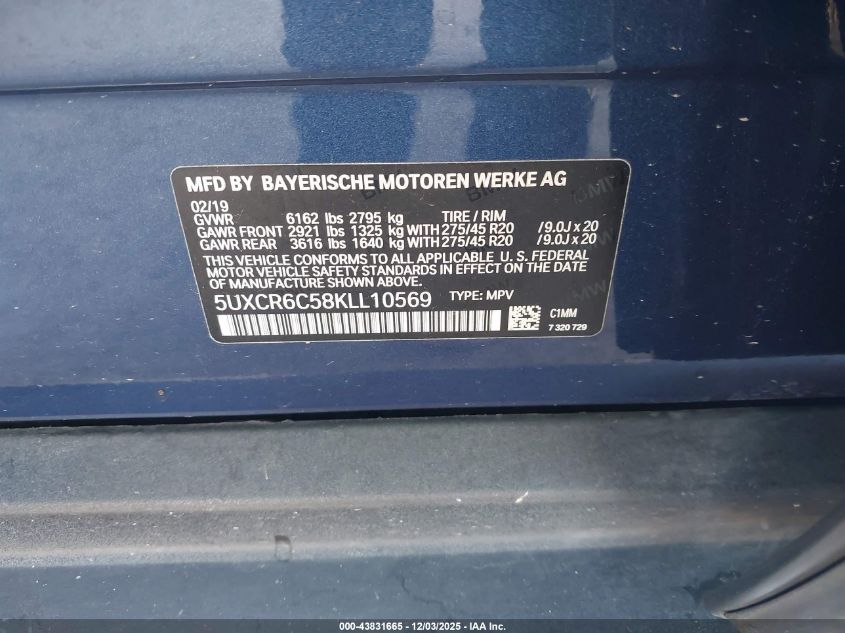 MFD BY BAYERISCHE MOTOREN WERKE AG
02/19
GVWR 6162 lbs 2795 kg TIRE / RIM
GAWR FRONT 2921 lbs 1325 kg WITH 275/45 R20 /9.0J x 20
GAWR REAR 3616 lbs 1640 kg WITH 275/45 R20 /9.0J x 20
THIS VEHICLE CONFORMS TO ALL APPLICABLE U. S. FEDERAL
MOTOR VEHICLE SAFETY STANDARDS IN EFFECT ON THE DATE
OF MANUFACTURE SHOWN ABOVE.
5UXCR6C58KLL10569 TYPE: MPV
C1MM
7 320 729
000-43831665 - 12/03/2025 - IAA Inc.